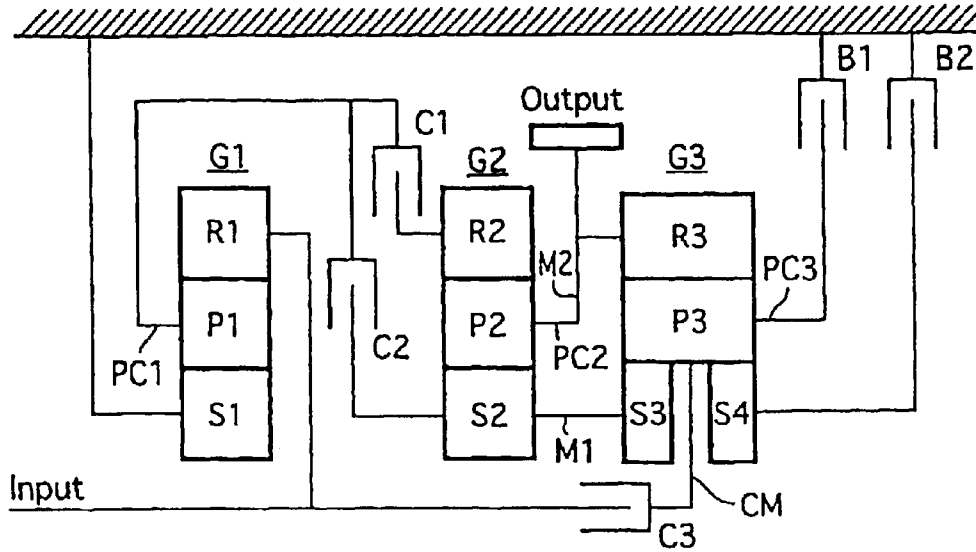 B1 B2
Output
C1
G1 G2 G3
R1 R2 R3
M2 PC3
P1 P2 P3
PC1 C2 PC2
S1 S2 S3 S4
M1
Input
CM
C3